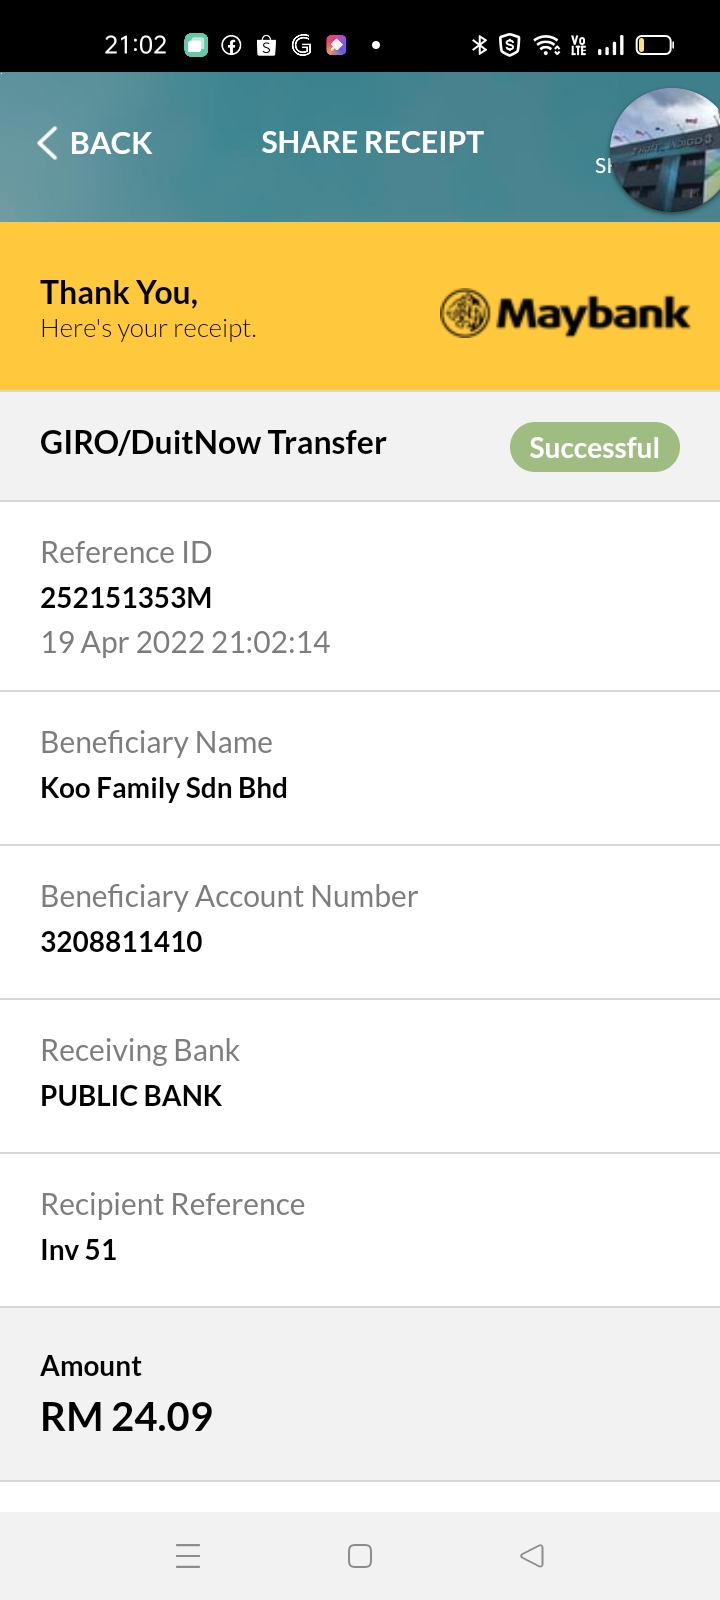 21:02
VO LTE
BACK
SHARE RECEIPT
Thank You,
Here's your receipt.
Maybank
GIRO/DuitNow Transfer
Successful
Reference ID
252151353M
19 Apr 2022 21:02:14
Beneficiary Name
Koo Family Sdn Bhd
Beneficiary Account Number
3208811410
Receiving Bank
PUBLIC BANK
Recipient Reference
Inv 51
Amount
RM 24.09